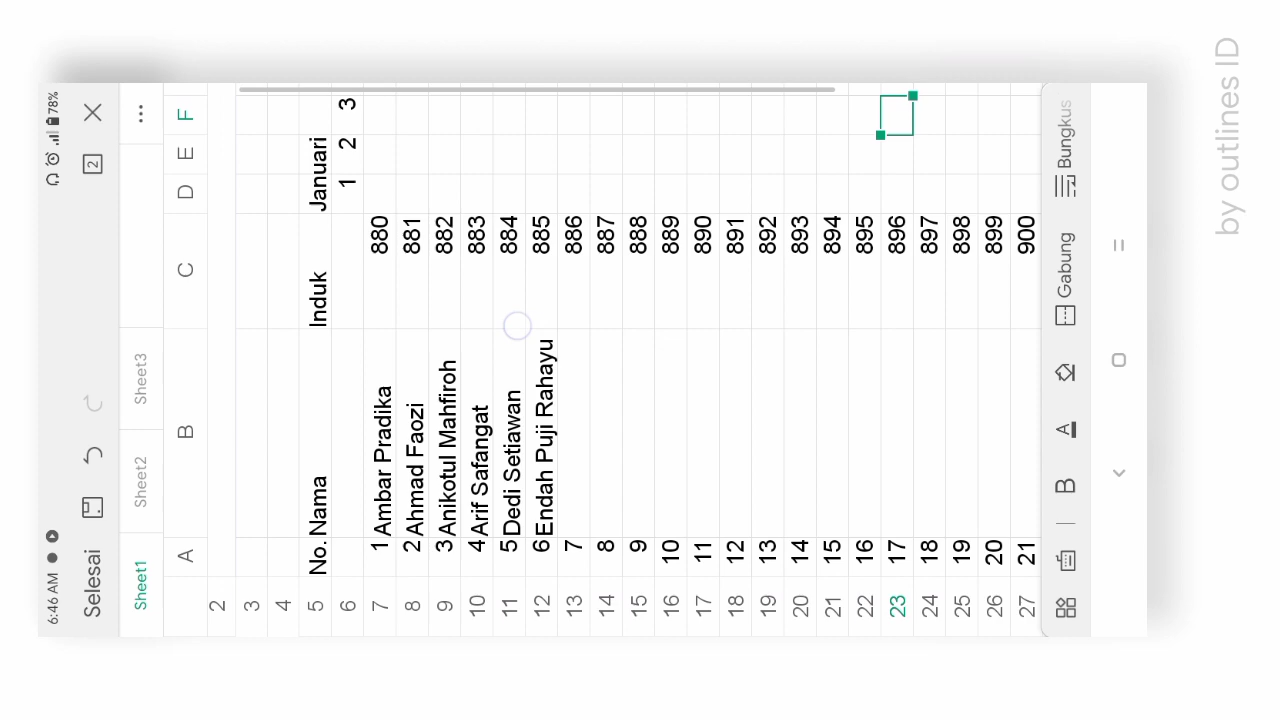 6:46 AM 78%
Selesai 2
Sheet1 Sheet2 Sheet3 ...
A B C D E F
2
3
4
5 No. Nama Induk Januari
6 1 2 3
7 1 Ambar Pradika 880
8 2 Ahmad Faozi 881
9 3 Anikotul Mahfiroh 882
10 4 Arif Safangat 883
11 5 Dedi Setiawan 884
12 6 Endah Puji Rahayu 885
13 7 886
14 8 887
15 9 888
16 10 889
17 11 890
18 12 891
19 13 892
20 14 893
21 15 894
22 16 895
23 17 896
24 18 897
25 19 898
26 20 899
27 21 900
B A Gabung Bungkus
by outlines ID